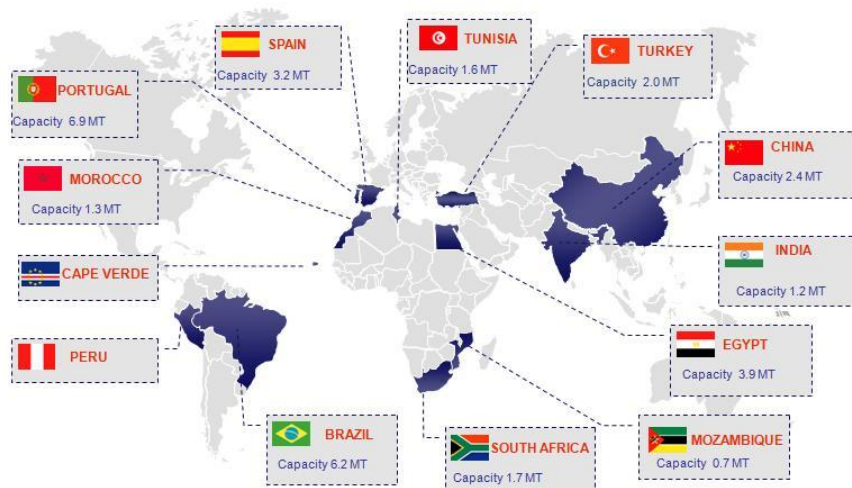 SPAIN
Capacity 3.2 MT
TUNISIA
Capacity 1.6 MT
TURKEY
Capacity 2.0 MT
PORTUGAL
Capacity 6.9 MT
CHINA
Capacity 2.4 MT
MOROCCO
Capacity 1.3 MT
INDIA
Capacity 1.2 MT
CAPE VERDE
EGYPT
Capacity 3.9 MT
PERU
BRAZIL
Capacity 6.2 MT
SOUTH AFRICA
Capacity 1.7 MT
MOZAMBIQUE
Capacity 0.7 MT